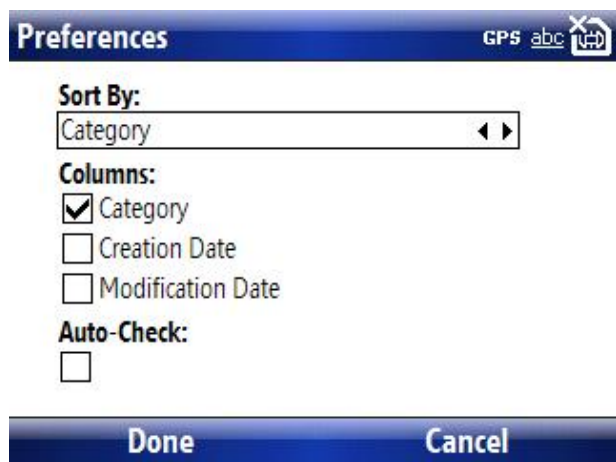 Preferences GPS abc
Sort By:
Category
Columns:
Category
Creation Date
Modification Date
Auto-Check:
Done Cancel